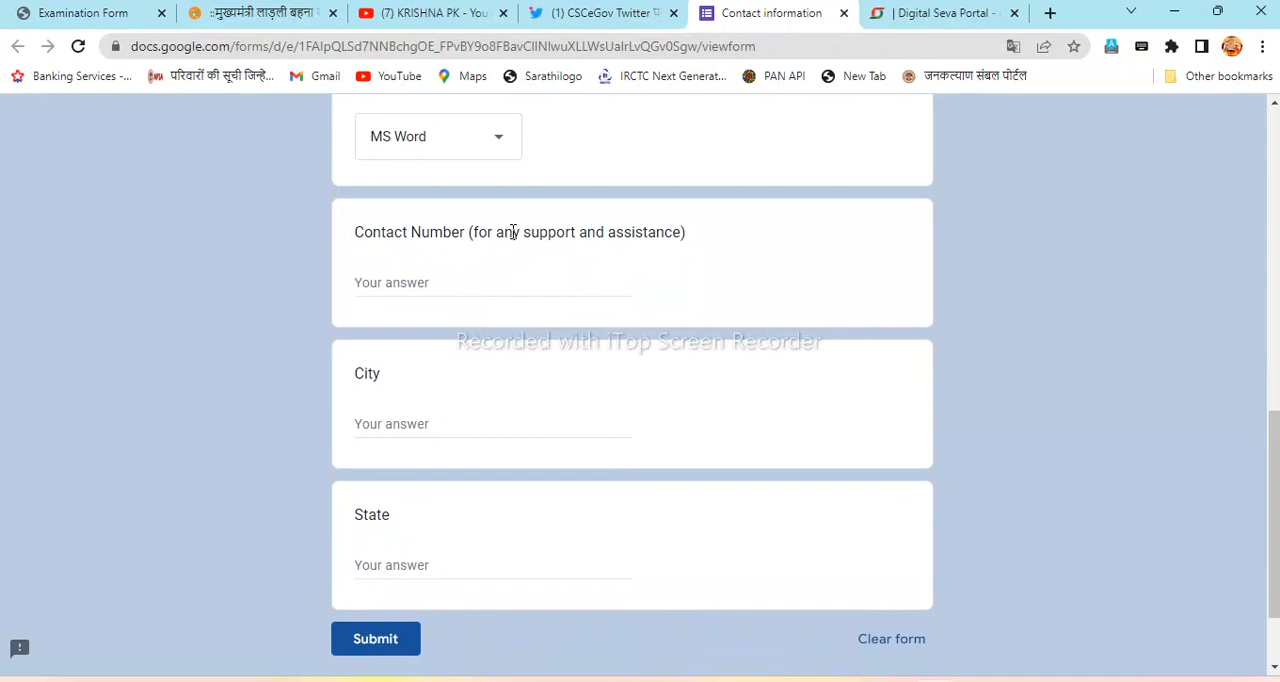 Examination Form
::मुख्यमंत्री लाड़ली बहना
(7) KRISHNA PK - You
(1) CSCeGov Twitter प
Contact information
| Digital Seva Portal -
docs.google.com/forms/d/e/1FAIpQLSd7NNBchgOE_FPvBY9o8FBavCIlNIwuXLLWsUaIrLvQGv0Sgw/viewform
Banking Services -...
परिवारों की सूची जिन्हे...
Gmail
YouTube
Maps
Sarathilogo
IRCTC Next Generat...
PAN API
New Tab
जनकल्याण संबल पोर्टल
Other bookmarks
MS Word
Contact Number (for any support and assistance)
Your answer
Recorded with iTop Screen Recorder
City
Your answer
State
Your answer
Submit
Clear form